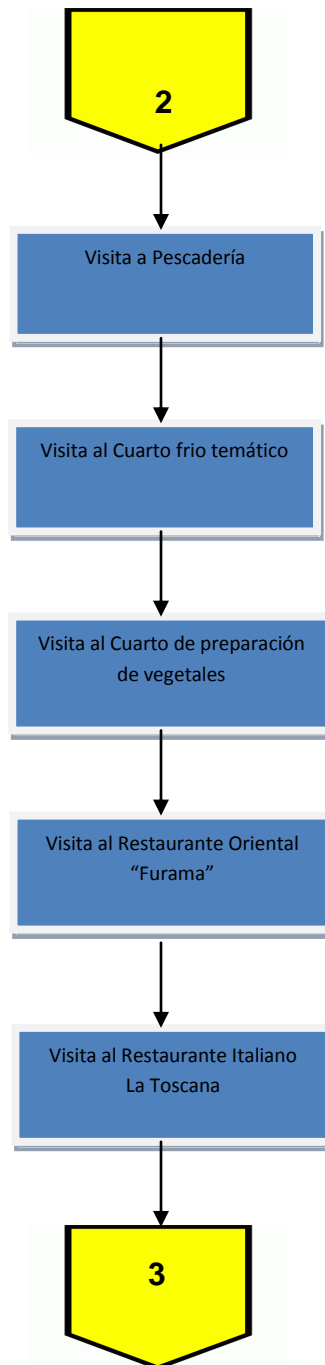 2
Visita a Pescadería
Visita al Cuarto frio temático
Visita al Cuarto de preparación
de vegetales
Visita al Restaurante Oriental
“Furama”
Visita al Restaurante Italiano
La Toscana
3